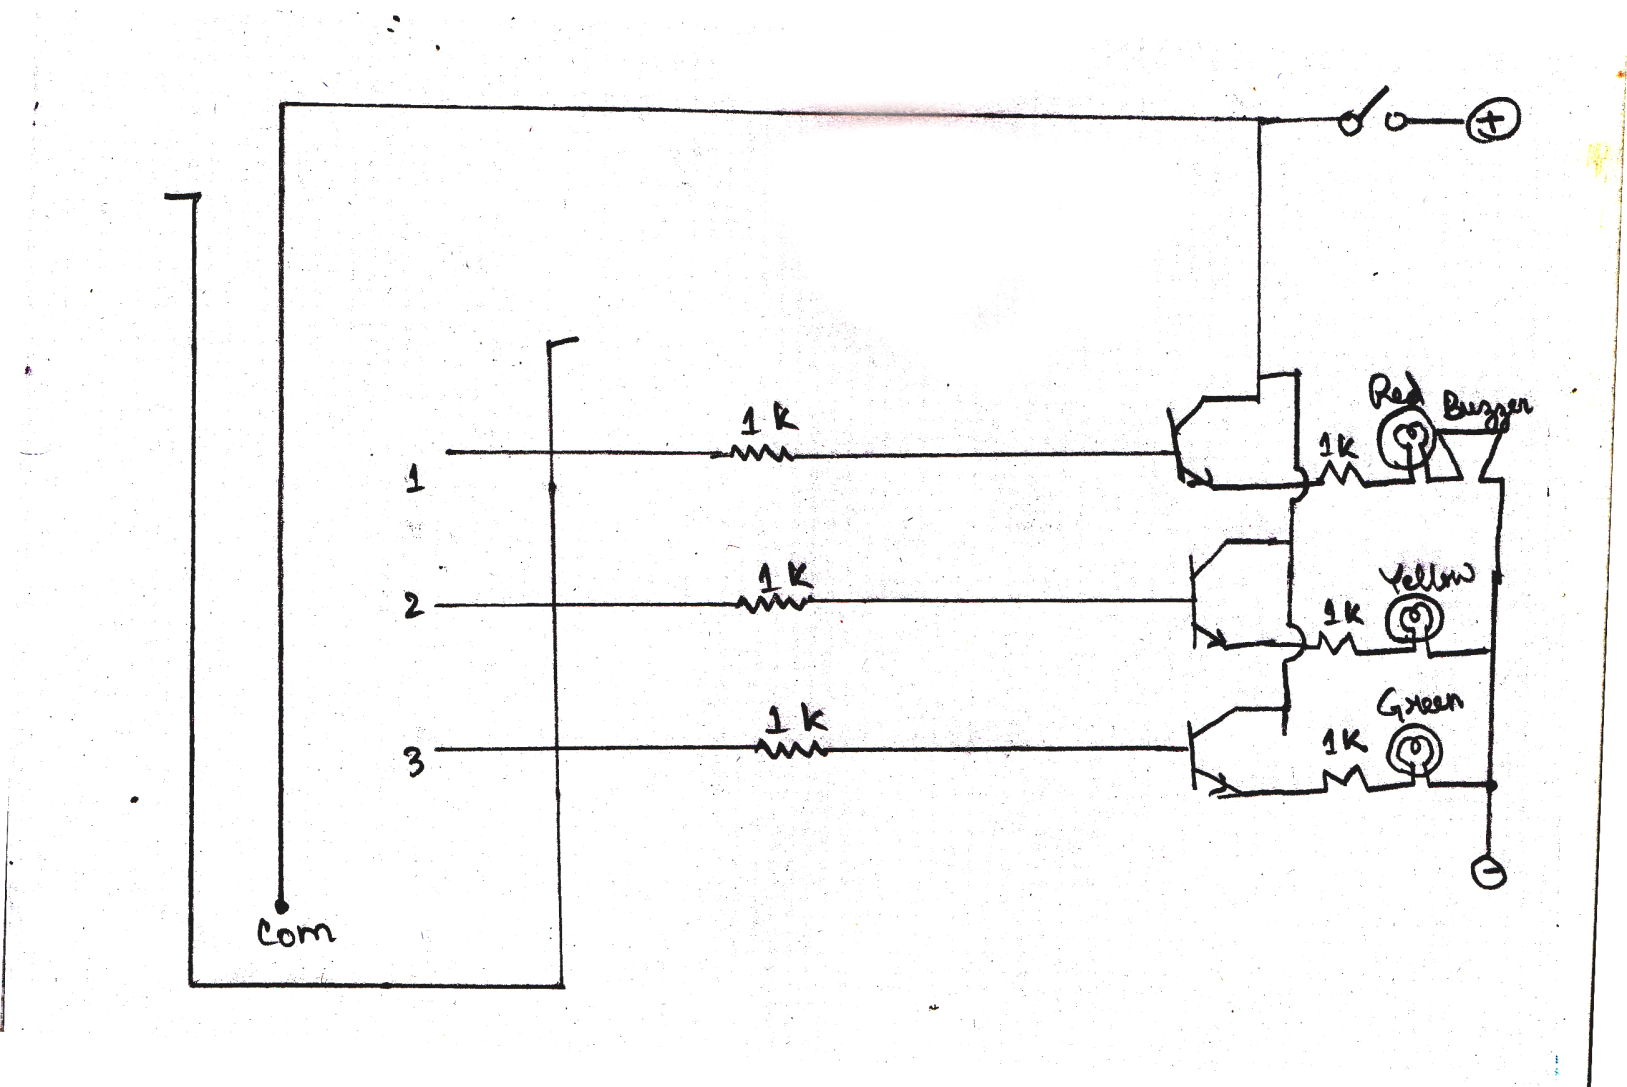 +
Red
Buzzer
1 K
1K
1
Yellow
1 K
1K
2
Green
1 K
1K
3
-
Com